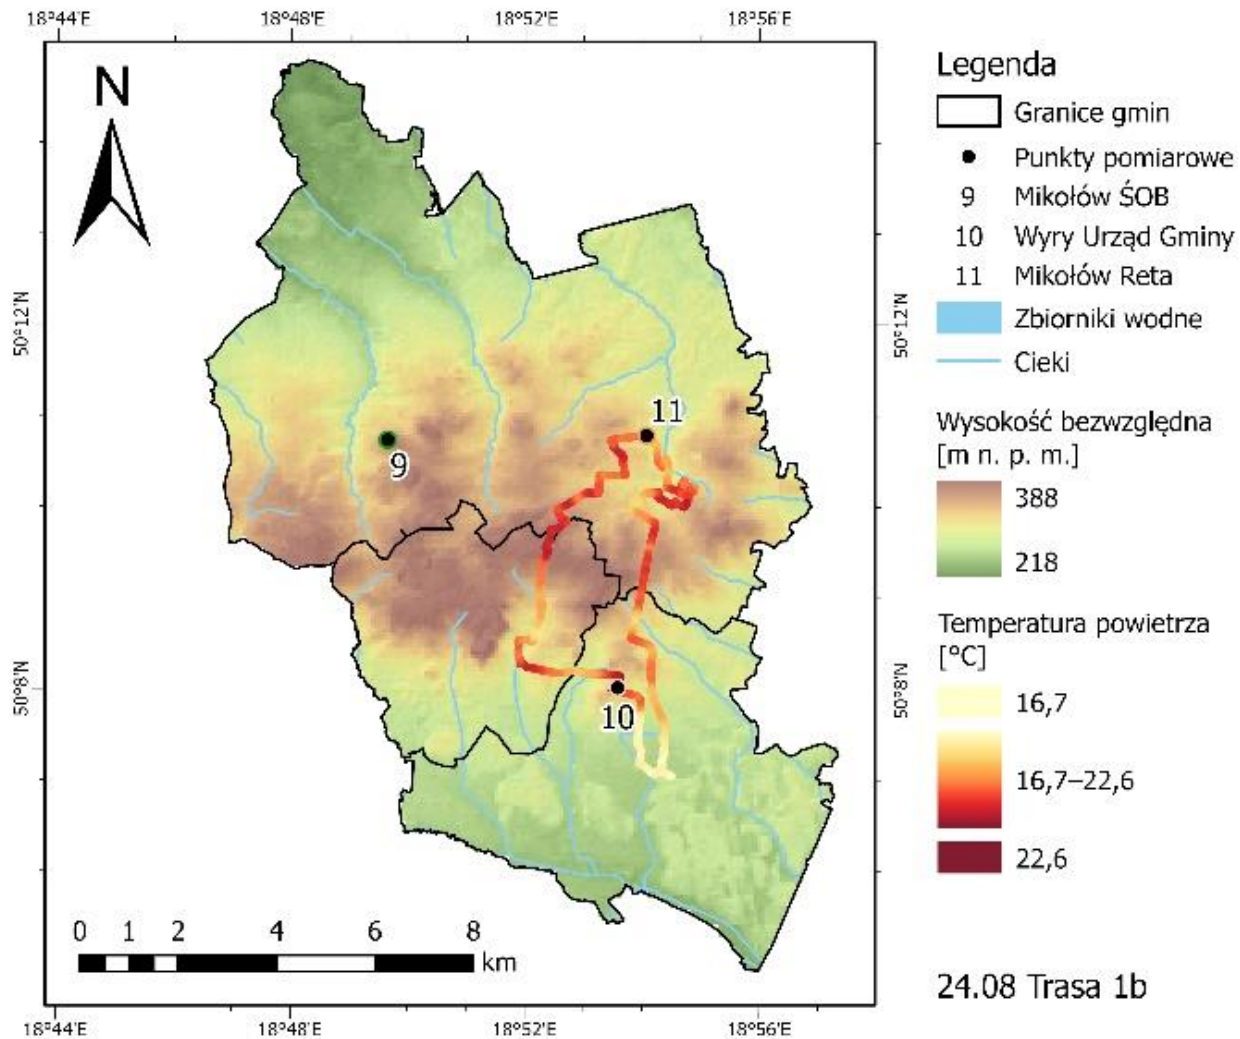 18°44'E 18°48'E 18°52'E 18°56'E
N
50°12'N
50°12'N
50°8'N
50°8'N
9
11
10
0 1 2 4 6 8
km
18°44'E 18°48'E 18°52'E 18°56'E
Legenda
Granice gmin
Punkty pomiarowe
9 Mikołów ŚOB
10 Wyry Urząd Gminy
11 Mikołów Reta
Zbiorniki wodne
Cieki
Wysokość bezwzględna
[m n. p. m.]
388
218
Temperatura powietrza
[°C]
16,7
16,7–22,6
22,6
24.08 Trasa 1b